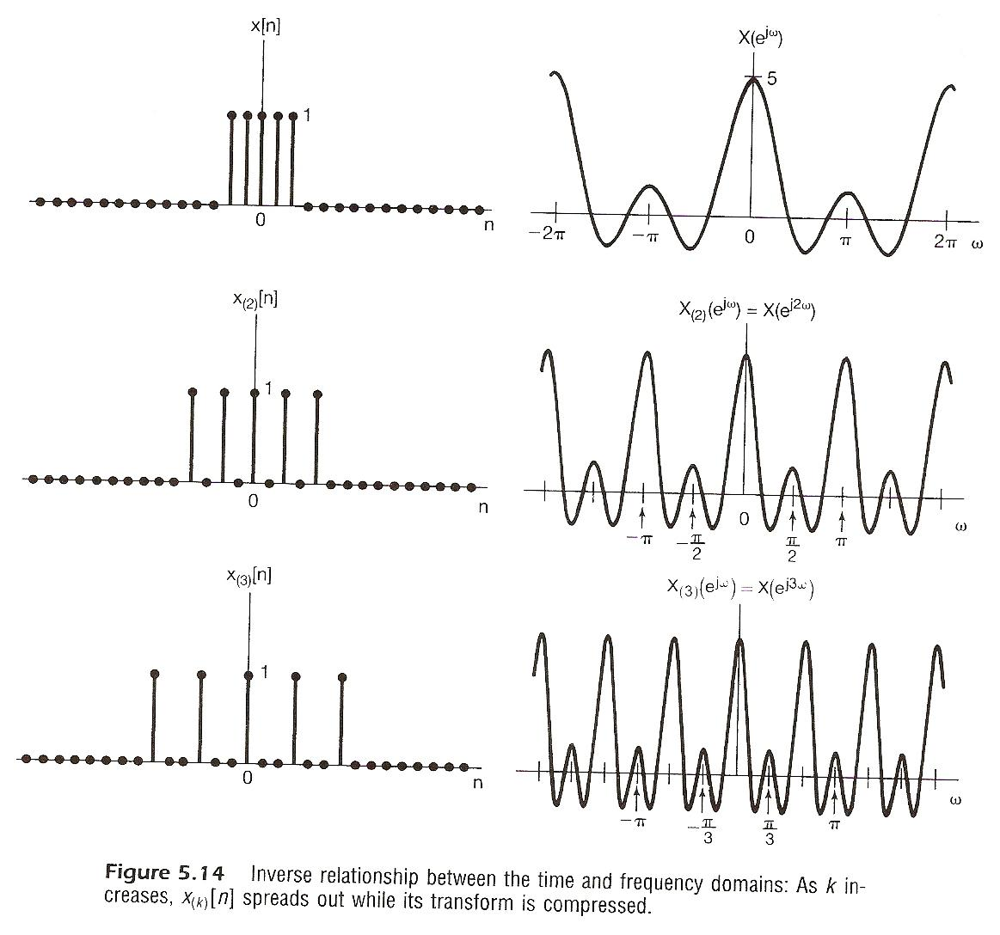 x[n]
1
0
n
X(e^{jω})
5
−2π
−π
0
π
2π
ω
x_{(2)}[n]
1
0
n
X_{(2)}(e^{jω}) = X(e^{j2ω})
0
−π
−π/2
π/2
π
ω
x_{(3)}[n]
1
0
n
X_{(3)}(e^{jω}) = X(e^{j3ω})
−π
−π/3
π/3
π
ω
Figure 5.14 Inverse relationship between the time and frequency domains: As k in-
creases, x_{(k)}[n] spreads out while its transform is compressed.